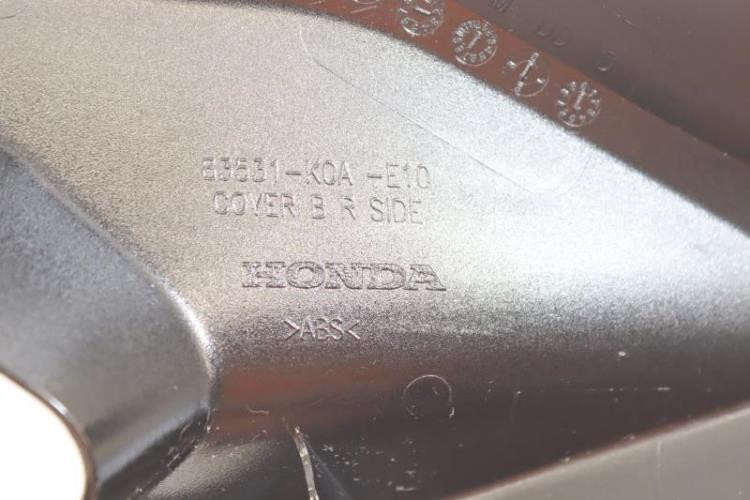 83631-K0A -E10
COVER B R SIDE
HONDA
>ABS<